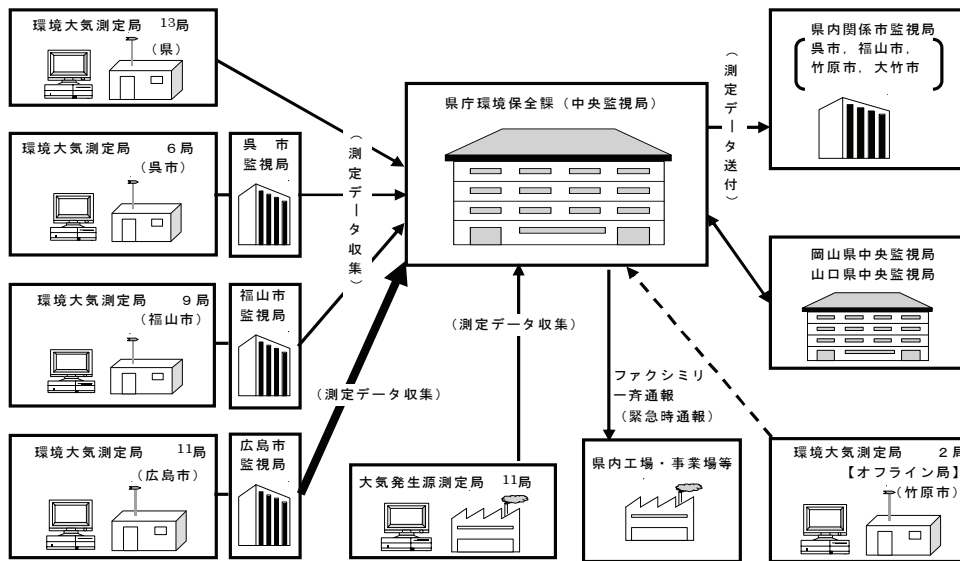 環境大気測定局 13局
(県)
環境大気測定局 6局
(呉市)
呉 市
監視局
環境大気測定局 9局
(福山市)
福山市
監視局
環境大気測定局 11局
(広島市)
広島市
監視局
(測定データ収集)
(測定データ収集)
県庁環境保全課(中央監視局)
(測定データ収集)
大気発生源測定局 11局
ファクシミリ
一斉通報
(緊急時通報)
県内工場・事業場等
(測定データ送付)
県内関係市監視局
呉市,福山市,
竹原市,大竹市
岡山県中央監視局
山口県中央監視局
環境大気測定局 2局
【オフライン局】
(竹原市)